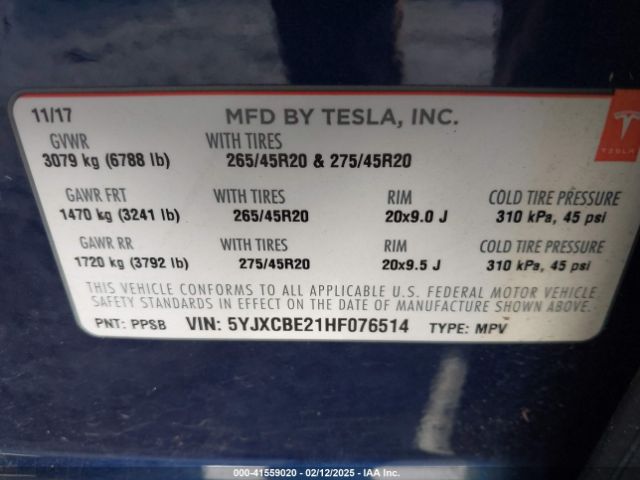 11/17 MFD BY TESLA, INC.
GVWR WITH TIRES
3079 kg (6788 lb) 265/45R20 & 275/45R20
GAWR FRT WITH TIRES RIM COLD TIRE PRESSURE
1470 kg (3241 lb) 265/45R20 20x9.0 J 310 kPa, 45 psi
GAWR RR WITH TIRES RIM COLD TIRE PRESSURE
1720 kg (3792 lb) 275/45R20 20x9.5 J 310 kPa, 45 psi
THIS VEHICLE CONFORMS TO ALL APPLICABLE U.S. FEDERAL MOTOR VEHICLE
SAFETY STANDARDS IN EFFECT ON THE DATE OF MANUFACTURE SHOWN ABOVE.
PNT: PPSB VIN: 5YJXCBE21HF076514 TYPE: MPV
TESLA
000-41559020 - 02/12/2025 - IAA Inc.